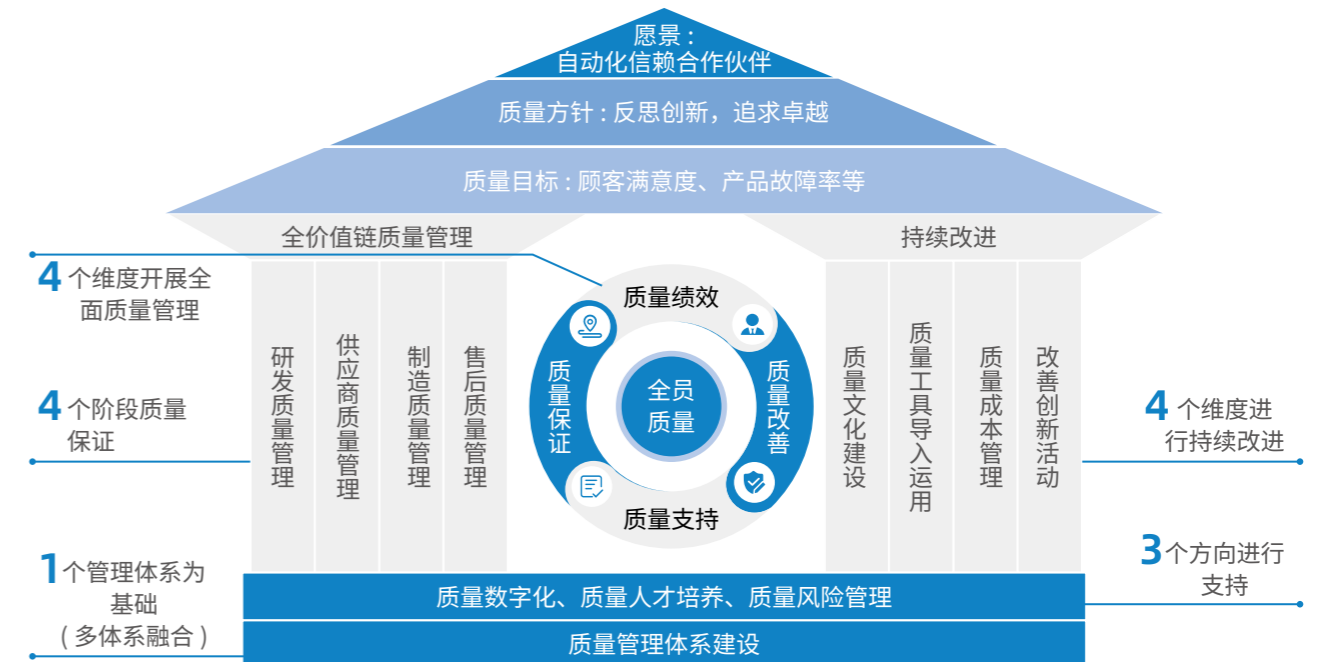 愿景 :
自动化信赖合作伙伴
质量方针 : 反思创新，追求卓越
质量目标 : 顾客满意度、产品故障率等
全价值链质量管理
持续改进
4 个维度开展全
面质量管理
4 个阶段质量
保证
1个管理体系为
基础
( 多体系融合 )
研发质量管理
供应商质量管理
制造质量管理
售后质量管理
质量绩效
质量保证
全员
质量
质量改善
质量支持
质量文化建设
质量工具导入运用
质量成本管理
改善创新活动
4 个维度进
行持续改进
3个方向进行
支持
质量数字化、质量人才培养、质量风险管理
质量管理体系建设